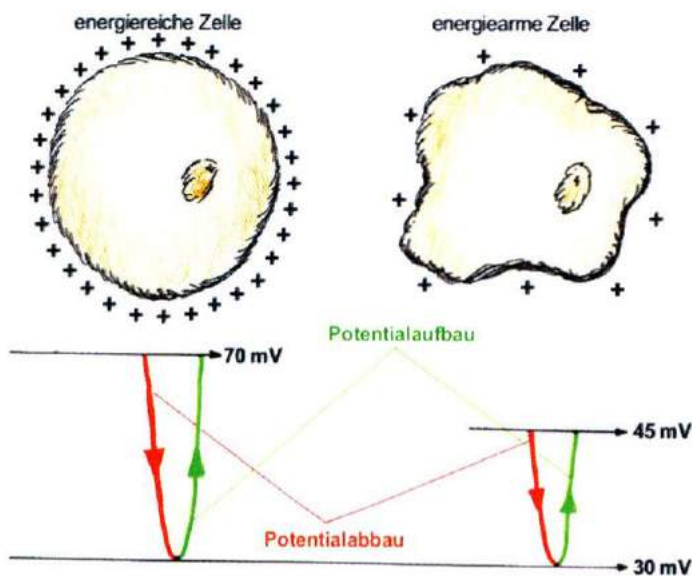 energiereiche Zelle
energiearme Zelle
Potentialaufbau
70 mV
45 mV
Potentialabbau
30 mV